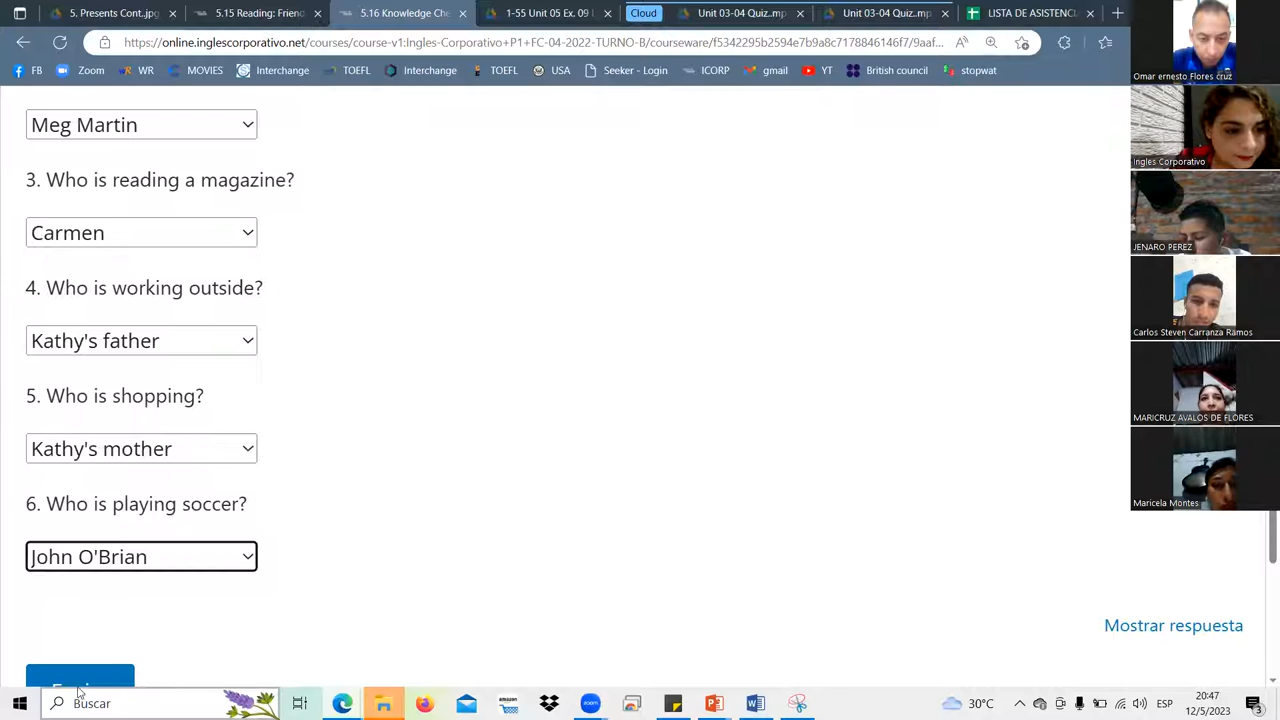 5. Presents Cont.jpg
5.15 Reading: Friend
5.16 Knowledge Che
1-55 Unit 05 Ex. 09
Cloud
Unit 03-04 Quiz.mp
Unit 03-04 Quiz.mp
LISTA DE ASISTENC
https://online.inglescorporativo.net/courses/course-v1:Ingles-Corporativo+P1+FC-04-2022-TURNO-B/courseware/f5342295b2594e7b9a8c7178846146f7/9aaf...
FB
Zoom
WR
MOVIES
Interchange
TOEFL
Interchange
TOEFL
USA
Seeker - Login
ICORP
gmail
YT
British council
stopwat
Meg Martin
3. Who is reading a magazine?
Carmen
4. Who is working outside?
Kathy's father
5. Who is shopping?
Kathy's mother
6. Who is playing soccer?
John O'Brian
Mostrar respuesta
Omar ernesto Flores cruz
Ingles Corporativo
JENARO PEREZ
Carlos Steven Carranza Ramos
MARICRUZ AVALOS DE FLORES
Maricela Montes
Buscar
amazon
30°C
ESP
20:47
12/5/2023
3